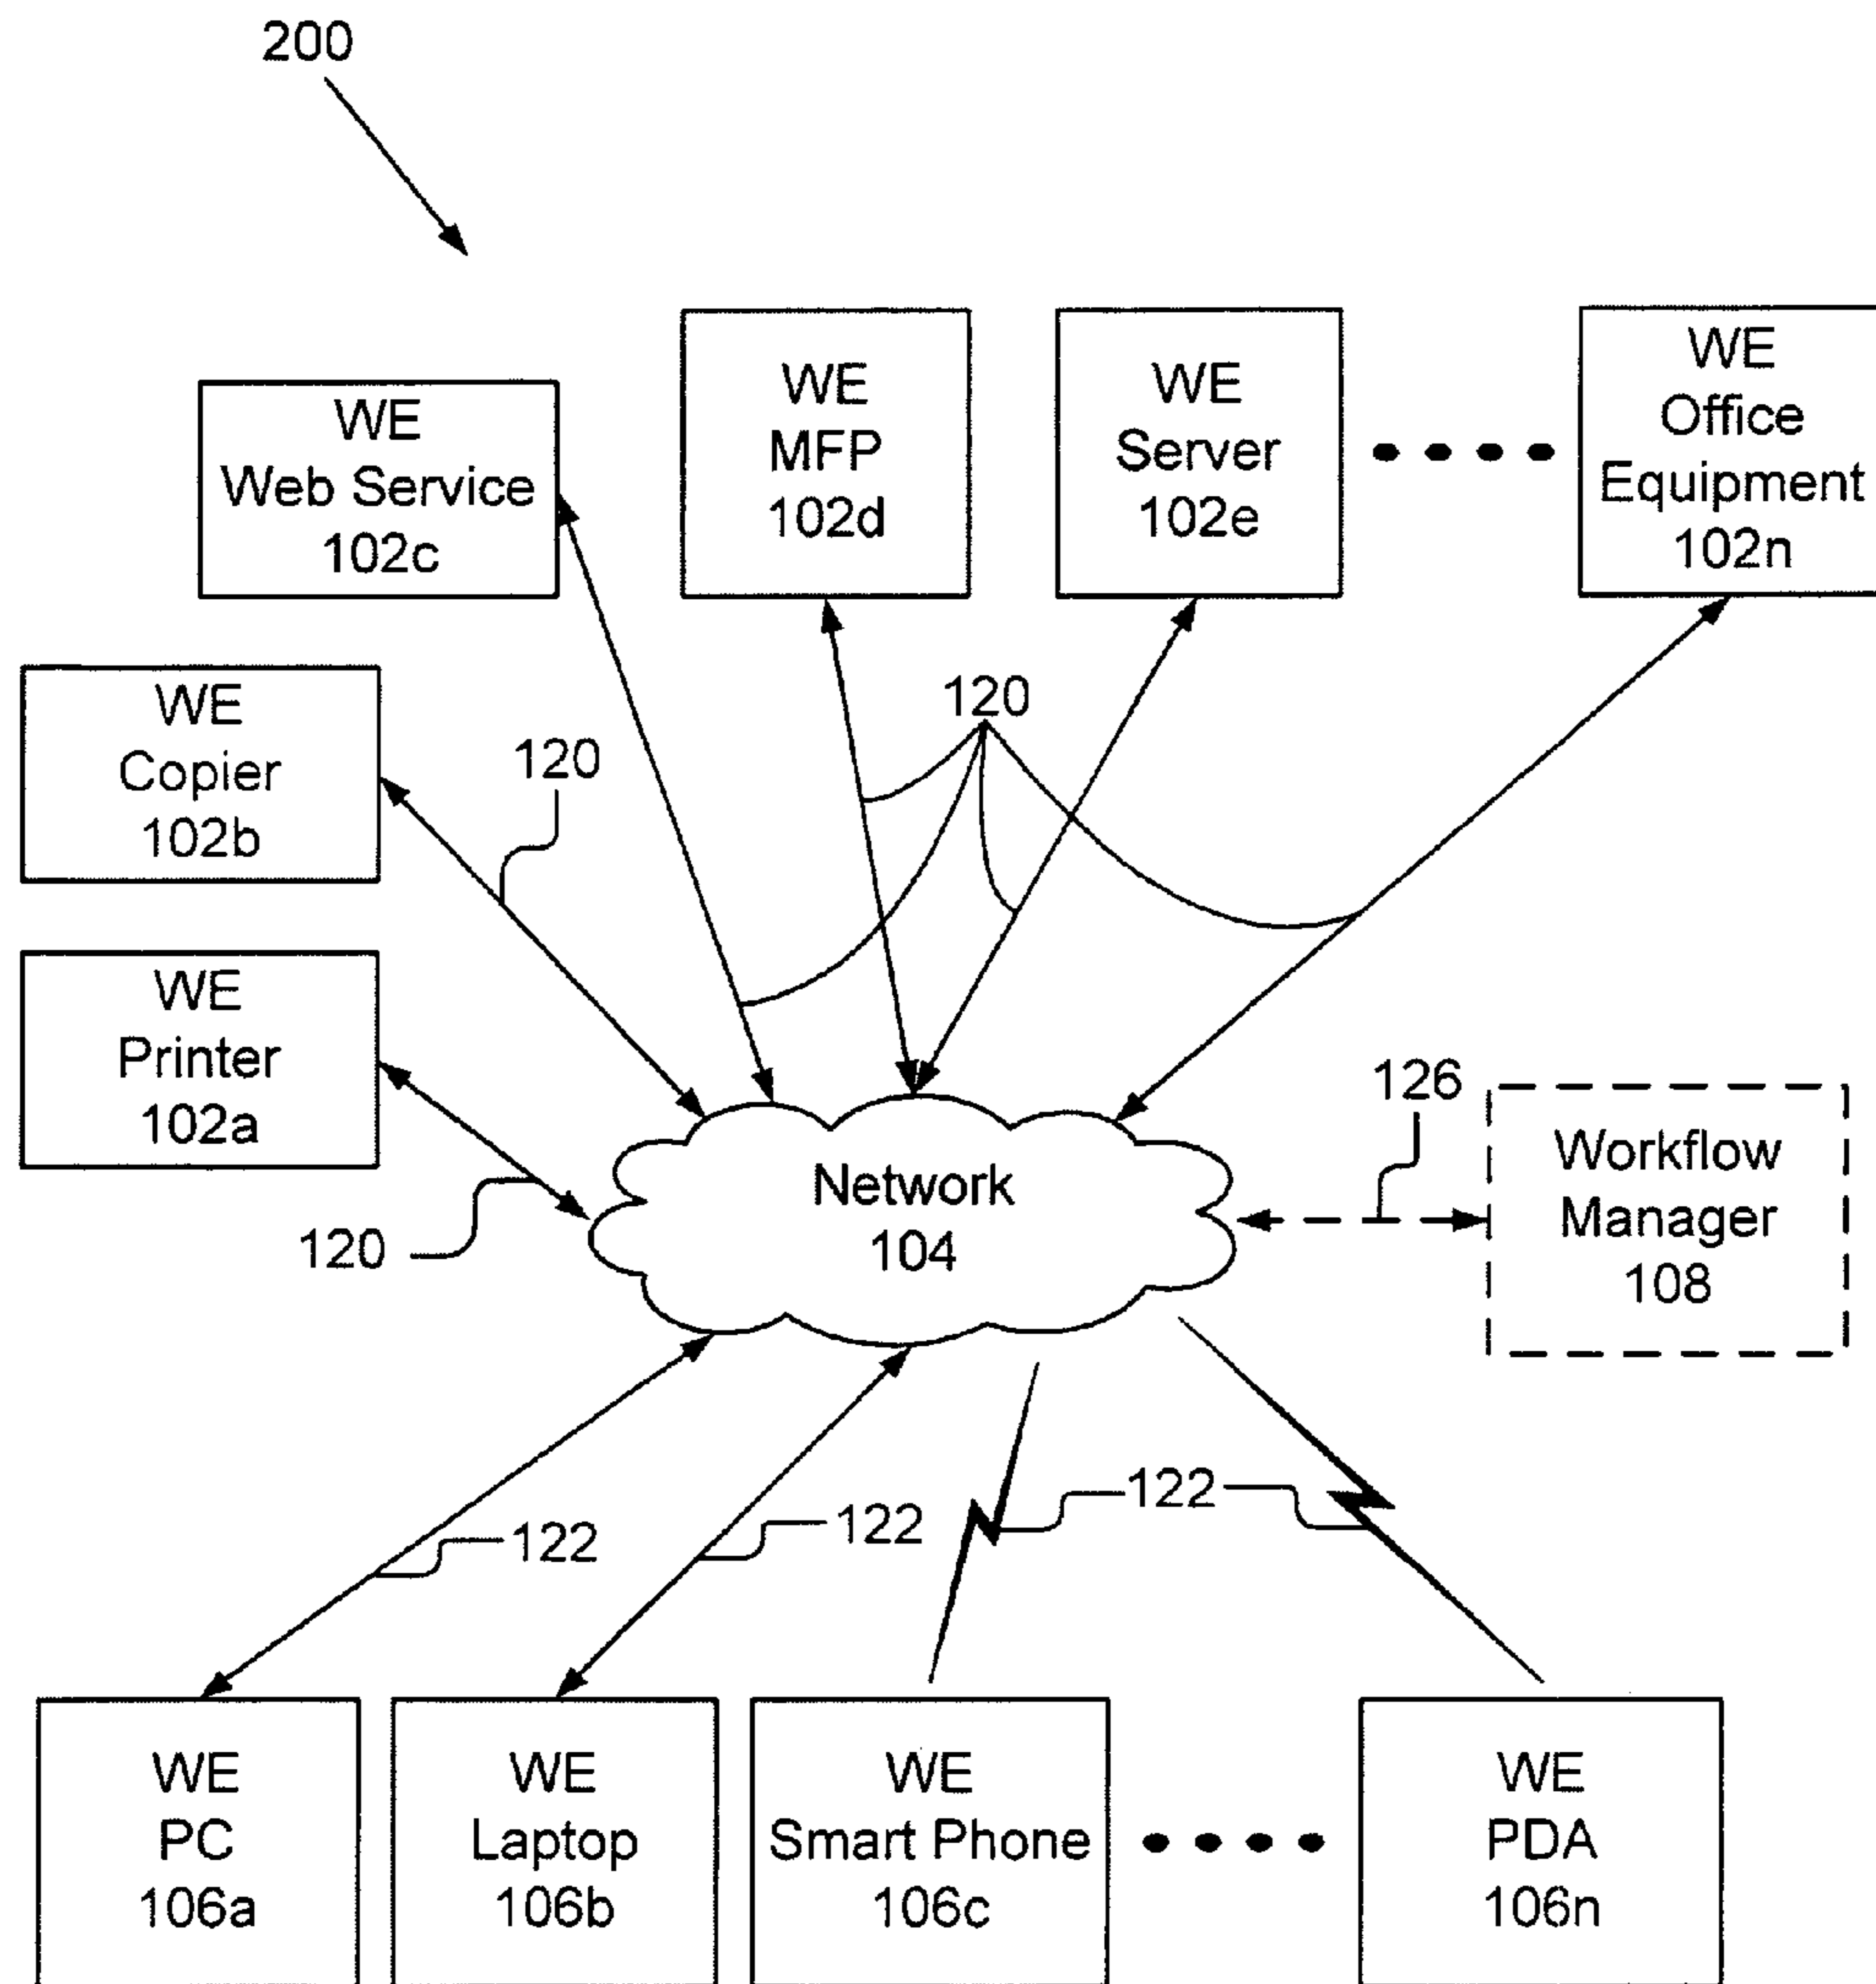 200
WE
Web Service
102c
WE
MFP
102d
WE
Server
102e
WE
Office
Equipment
102n
WE
Copier
102b
120
120
WE
Printer
102a
120
Network
104
126
Workflow
Manager
108
122
122
122
WE
PC
106a
WE
Laptop
106b
WE
Smart Phone
106c
WE
PDA
106n